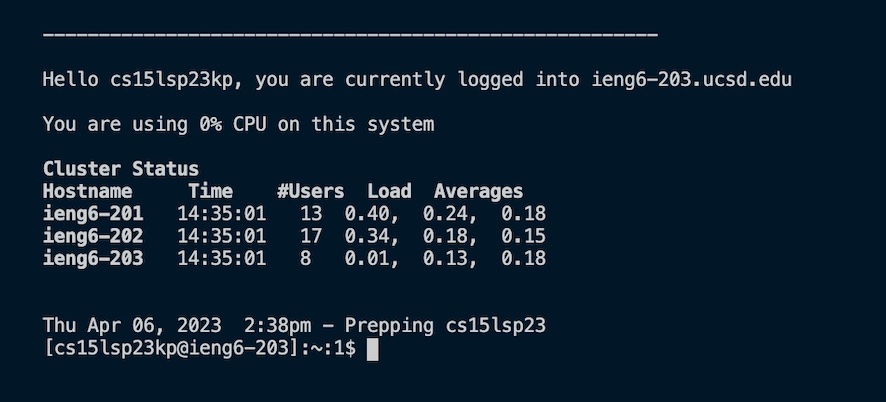 -------------------------------------------------------
Hello cs15lsp23kp, you are currently logged into ieng6-203.ucsd.edu
You are using 0% CPU on this system
Cluster Status
Hostname     Time    #Users  Load  Averages
ieng6-201   14:35:01   13  0.40,  0.24,  0.18
ieng6-202   14:35:01   17  0.34,  0.18,  0.15
ieng6-203   14:35:01   8   0.01,  0.13,  0.18
Thu Apr 06, 2023  2:38pm - Prepping cs15lsp23
[cs15lsp23kp@ieng6-203]:~:1$